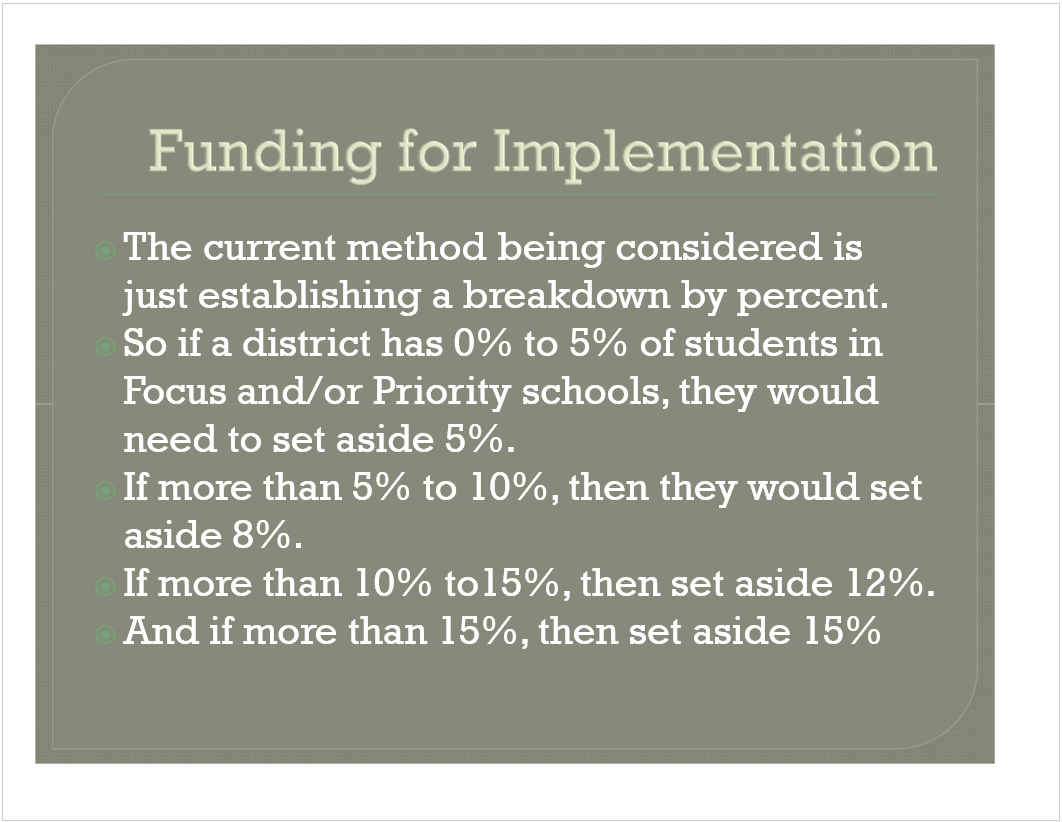 Funding for Implementation
The current method being considered is
just establishing a breakdown by percent.
So if a district has 0% to 5% of students in
Focus and/or Priority schools, they would
need to set aside 5%.
If more than 5% to 10%, then they would set
aside 8%.
If more than 10% to15%, then set aside 12%.
And if more than 15%, then set aside 15%